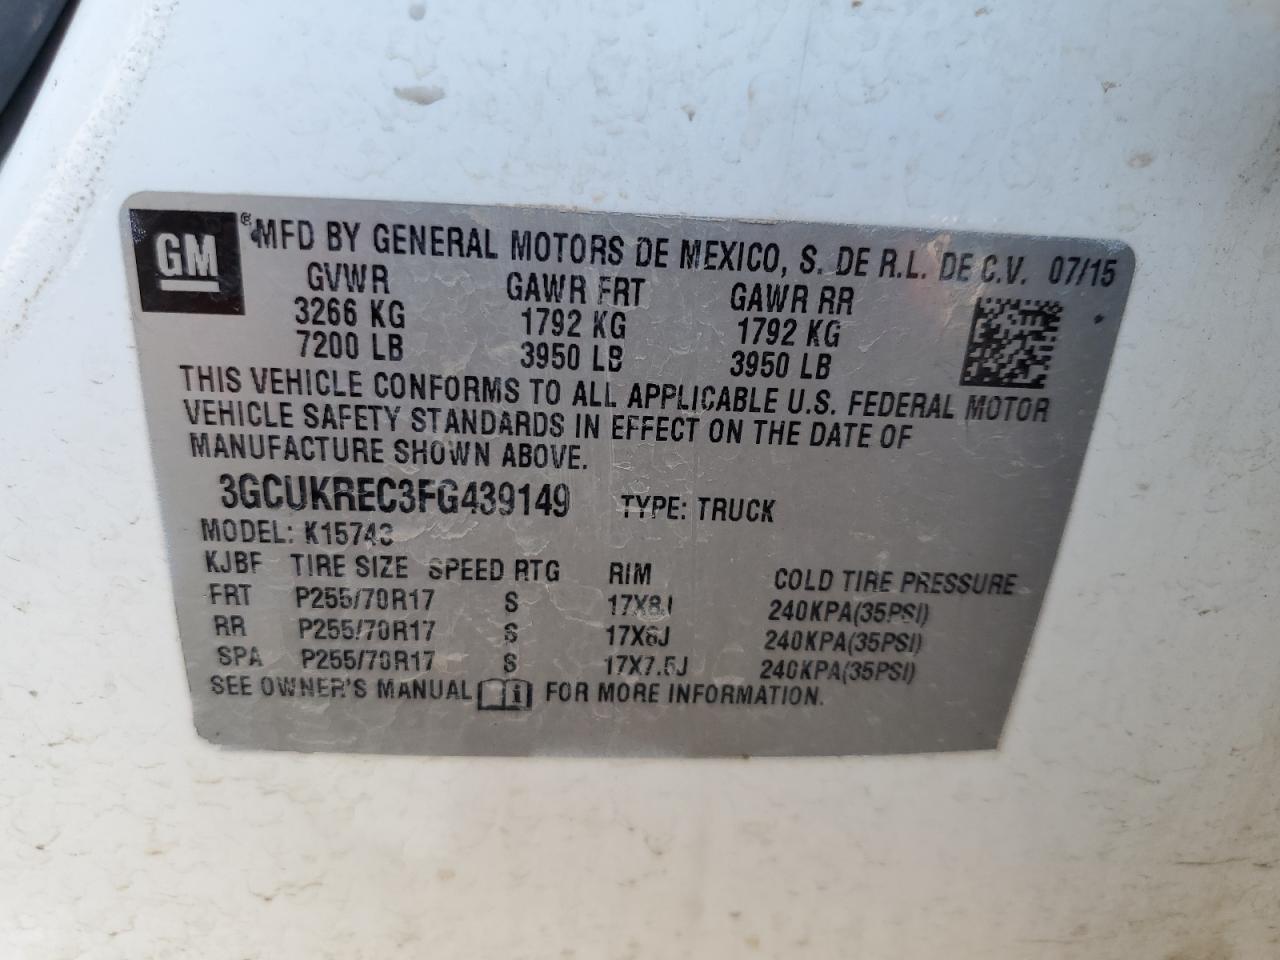 GM ® MFD BY GENERAL MOTORS DE MEXICO, S. DE R.L. DE C.V. 07/15
GVWR GAWR FRT GAWR RR
3266 KG 1792 KG 1792 KG
7200 LB 3950 LB 3950 LB
THIS VEHICLE CONFORMS TO ALL APPLICABLE U.S. FEDERAL MOTOR
VEHICLE SAFETY STANDARDS IN EFFECT ON THE DATE OF
MANUFACTURE SHOWN ABOVE.
3GCUKREC3FG439149 TYPE: TRUCK
MODEL: K15743
KJBF TIRE SIZE SPEED RTG RIM COLD TIRE PRESSURE
FRT P255/70R17 S 17X8J 240KPA(35PSI)
RR P255/70R17 S 240KPA(35PSI)
SPA P255/70R17 S 17X7.5J 240KPA(35PSI)
SEE OWNER'S MANUAL i FOR MORE INFORMATION.